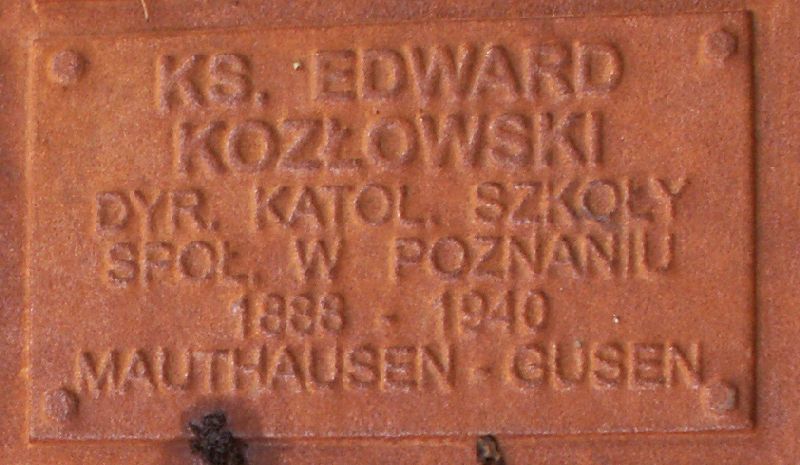 KS. EDWARD
KOZŁOWSKI
DYR. KATOL. SZKOŁY
SPOŁ. W POZNANIU
1888 - 1940
MAUTHAUSEN - GUSEN